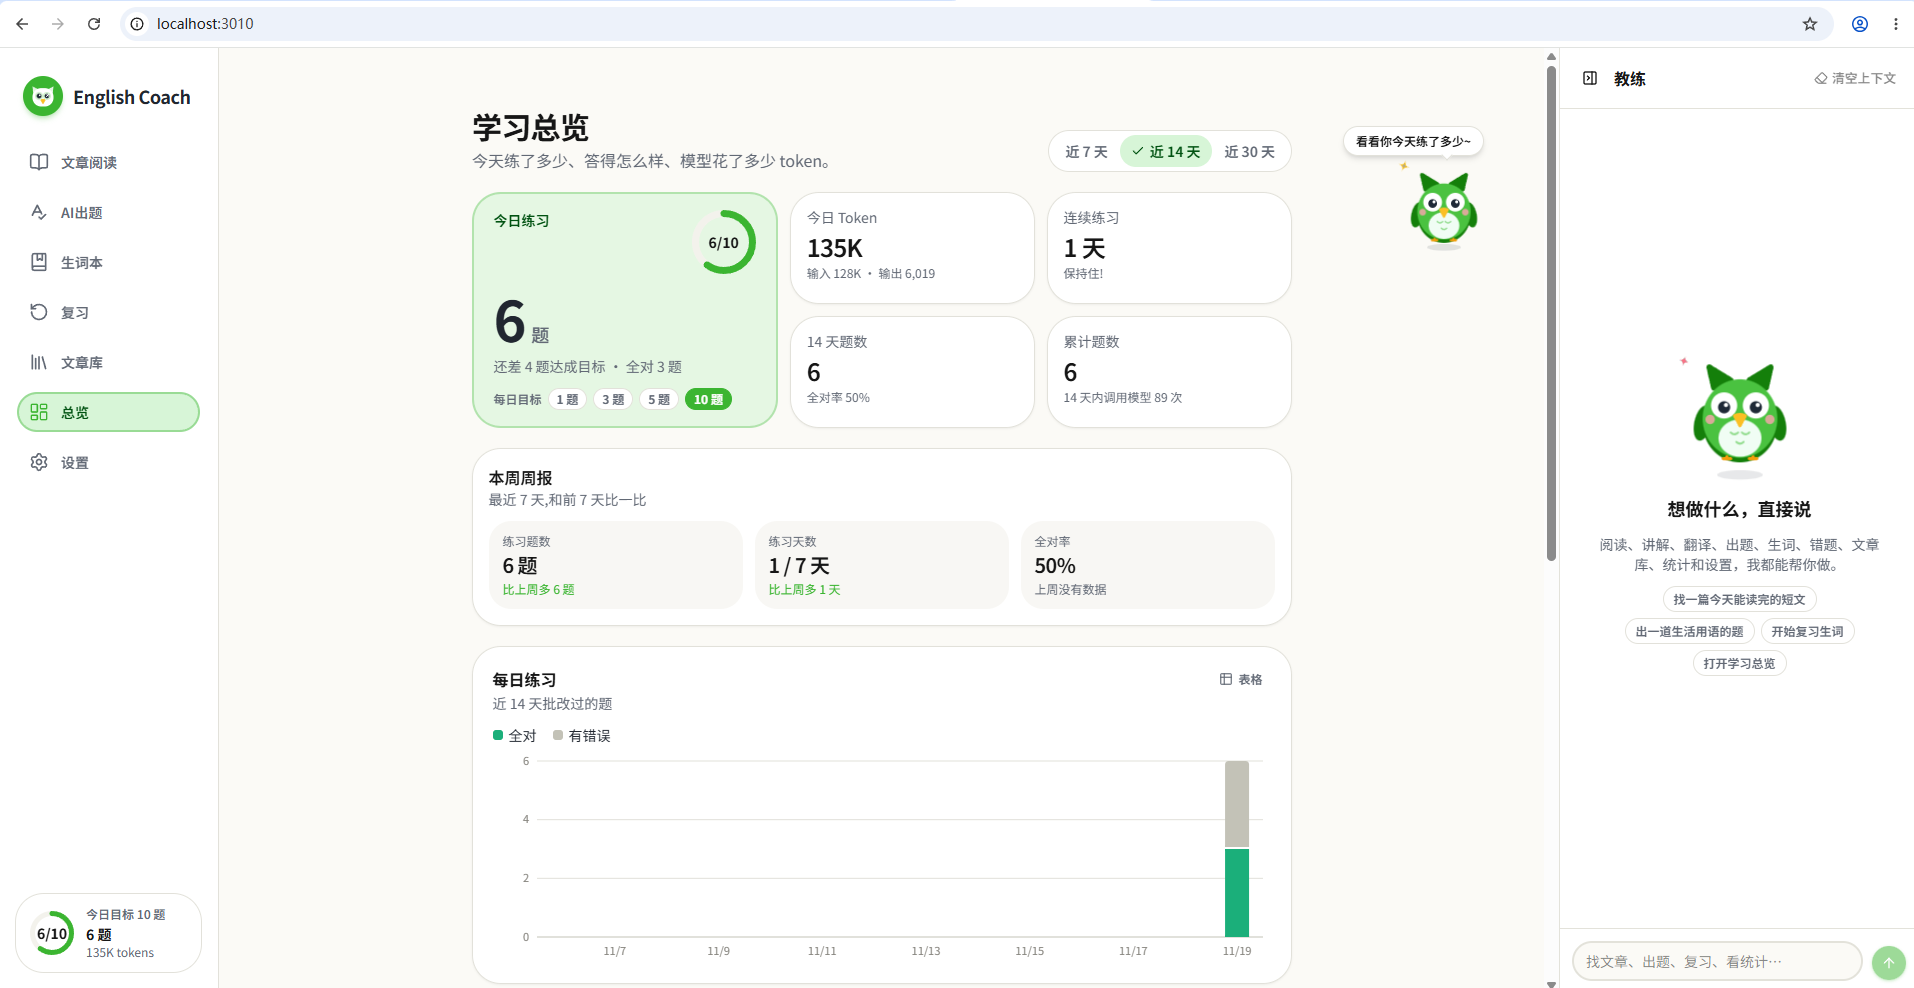 localhost:3010
English Coach
文章阅读
AI出题
生词本
复习
文章库
总览
设置
6/10
今日目标 10 题
6 题
135K tokens
学习总览
今天练了多少、答得怎么样、模型花了多少 token。
近 7 天
近 14 天
近 30 天
看看你今天练了多少~
今日练习
6/10
6 题
还差 4 题达成目标 · 全对 3 题
每日目标 1 题 3 题 5 题 10 题
今日 Token
135K
输入 128K · 输出 6,019
连续练习
1 天
保持住!
14 天题数
6
全对率 50%
累计题数
6
14 天内调用模型 89 次
本周周报
最近 7 天,和前 7 天比一比
练习题数
6 题
比上周多 6 题
练习天数
1 / 7 天
比上周多 1 天
全对率
50%
上周没有数据
每日练习
表格
近 14 天批改过的题
全对 有错误
6
4
2
0
11/7 11/9 11/11 11/13 11/15 11/17 11/19
教练
清空上下文
想做什么，直接说
阅读、讲解、翻译、出题、生词、错题、文章
库、统计和设置，我都能帮你做。
找一篇今天能读完的短文
出一道生活用语的题 开始复习生词
打开学习总览
找文章、出题、复习、看统计…